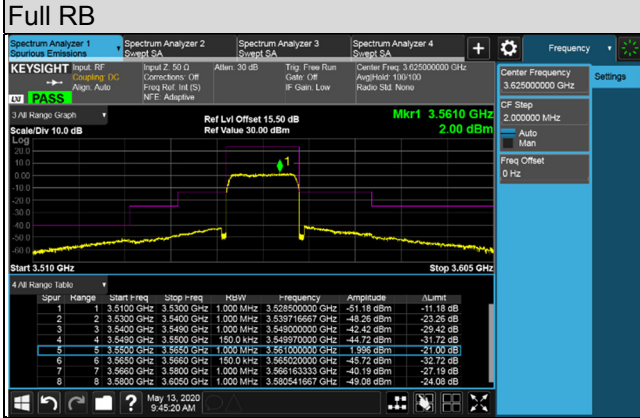 Full RB
Spectrum Analyzer 1
Spurious Emissions
Spectrum Analyzer 2
Swept SA
Spectrum Analyzer 3
Swept SA
Spectrum Analyzer 4
Swept SA
Frequency
KEYSIGHT
Input: RF
Coupling: DC
Align: Auto
Input Z: 50 Ω
Corrections: Off
Freq Ref: Int (S)
NFE: Adaptive
Atten: 30 dB
Trig: Free Run
Gate: Off
IF Gain: Low
Center Freq: 3.625000000 GHz
Avg|Hold: 100/100
Radio Std: None
PASS
Center Frequency
3.625000000 GHz
Settings
CF Step
2.000000 MHz
Auto
Man
Freq Offset
0 Hz
3 All Range Graph
Scale/Div 10.0 dB
Ref Lvl Offset 15.50 dB
Ref Value 30.00 dBm
Mkr1 3.5610 GHz
2.00 dBm
Log
20.0
10.0
0.00
-10.0
-20.0
-30.0
-40.0
-50.0
-60.0
1
Start 3.510 GHz
Stop 3.605 GHz
4 All Range Table
Spur Range Start Freq Stop Freq RBW Frequency Amplitude ΔLimit
1 1 3.5100 GHz 3.5300 GHz 1.000 MHz 3.528500000 GHz -51.18 dBm -11.18 dB
2 2 3.5300 GHz 3.5400 GHz 1.000 MHz 3.539716667 GHz -48.26 dBm -23.26 dB
3 3 3.5400 GHz 3.5490 GHz 1.000 MHz 3.549000000 GHz -42.42 dBm -29.42 dB
4 4 3.5490 GHz 3.5500 GHz 150.0 kHz 3.549970000 GHz -44.72 dBm -31.72 dB
5 5 3.5500 GHz 3.5650 GHz 1.000 MHz 3.561000000 GHz 1.996 dBm -21.00 dB
6 6 3.5650 GHz 3.5660 GHz 150.0 kHz 3.565020000 GHz -45.72 dBm -32.72 dB
7 7 3.5660 GHz 3.5800 GHz 1.000 MHz 3.566163333 GHz -40.19 dBm -27.19 dB
8 8 3.5800 GHz 3.6050 GHz 1.000 MHz 3.580541667 GHz -49.08 dBm -24.08 dB
May 13, 2020
9:45:20 AM